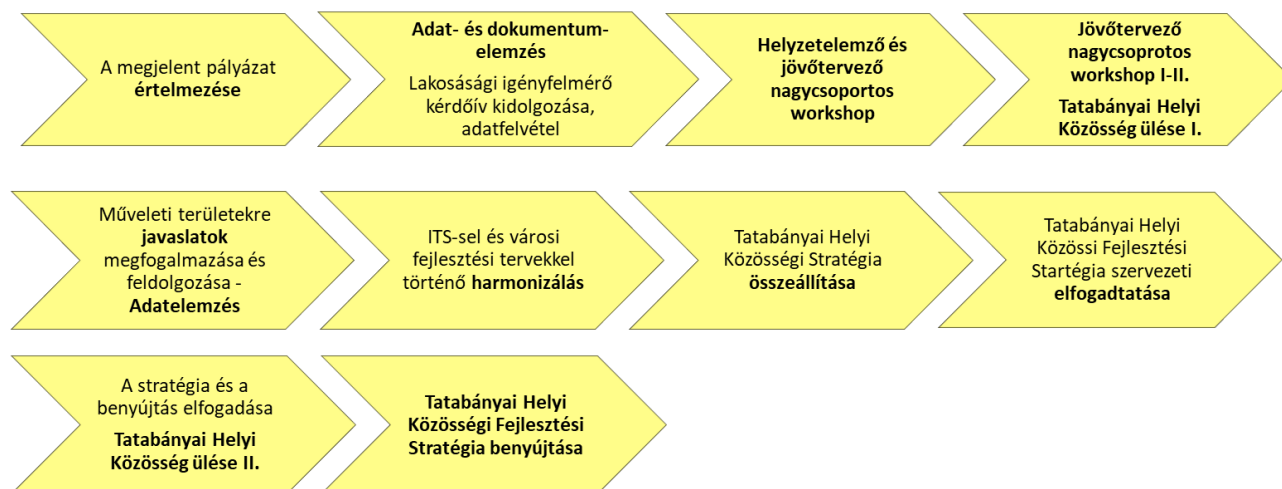 A megjelent pályázat
értelmezése
Adat- és dokumentum-
elemzés
Lakosásági igényfelmérő
kérdőív kidolgozása,
adatfelvétel
Helyzetelemző és
jövőtervező
nagycsoportos
workshop
Jövőtervező
nagycsoprotos
workshop I-II.
Tatabányai Helyi
Közösség ülése I.
Műveleti területekre
javaslatok
megfogalmazása és
feldolgozása -
Adatelemzés
ITS-sel és városi
fejlesztési tervekkel
történő harmonizálás
Tatabányai Helyi
Közösségi Stratégia
összeállítása
Tatabányai Helyi
Közössi Fejlesztési
Startégia szervezeti
elfogadtatása
A stratégia és a
benyújtás elfogadása
Tatabányai Helyi
Közösség ülése II.
Tatabányai Helyi
Közösségi Fejlesztési
Stratégia benyújtása